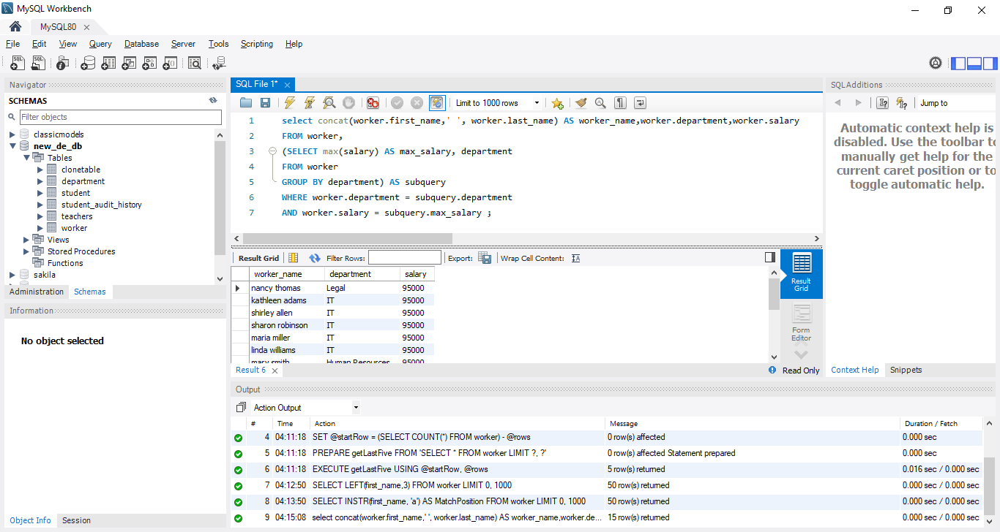 MySQL Workbench
MySQL80
File Edit View Query Database Server Tools Scripting Help
Navigator
SCHEMAS
Filter objects
classicmodels
new_de_db
Tables
clonetable
department
student
student_audit_history
teachers
worker
Views
Stored Procedures
Functions
sakila
Administration Schemas
Information
No object selected
Object Info Session
SQL File 1*
Limit to 1000 rows
1 select concat(worker.first_name,' ', worker.last_name) AS worker_name,worker.department,worker.salary
2 FROM worker,
3 (SELECT max(salary) AS max_salary, department
4 FROM worker
5 GROUP BY department) AS subquery
6 WHERE worker.department = subquery.department
7 AND worker.salary = subquery.max_salary ;
Result Grid Filter Rows: Export: Wrap Cell Content:
worker_name department salary
nancy thomas Legal 95000
kathleen adams IT 95000
shirley allen IT 95000
sharon robinson IT 95000
maria miller IT 95000
linda williams IT 95000
mary smith Human Resources 95000
Result Grid
Form Editor
Result 6 Read Only
SQLAdditions
Jump to
Automatic context help is
disabled. Use the toolbar to
manually get help for the
current caret position or to
toggle automatic help.
Context Help Snippets
Output
Action Output
# Time Action Message Duration / Fetch
4 04:11:18 SET @startRow = (SELECT COUNT(*) FROM worker) - @rows 0 row(s) affected 0.000 sec
5 04:11:18 PREPARE getLastFive FROM 'SELECT * FROM worker LIMIT ?, ?' 0 row(s) affected Statement prepared 0.000 sec
6 04:11:18 EXECUTE getLastFive USING @startRow, @rows 5 row(s) returned 0.016 sec / 0.000 sec
7 04:12:50 SELECT LEFT(first_name,3) FROM worker LIMIT 0, 1000 50 row(s) returned 0.000 sec / 0.000 sec
8 04:13:50 SELECT INSTR(first_name, 'a') AS MatchPosition FROM worker LIMIT 0, 1000 50 row(s) returned 0.000 sec / 0.000 sec
9 04:15:08 select concat(worker.first_name,' ', worker.last_name) AS worker_name,worker.de... 15 row(s) returned 0.000 sec / 0.000 sec